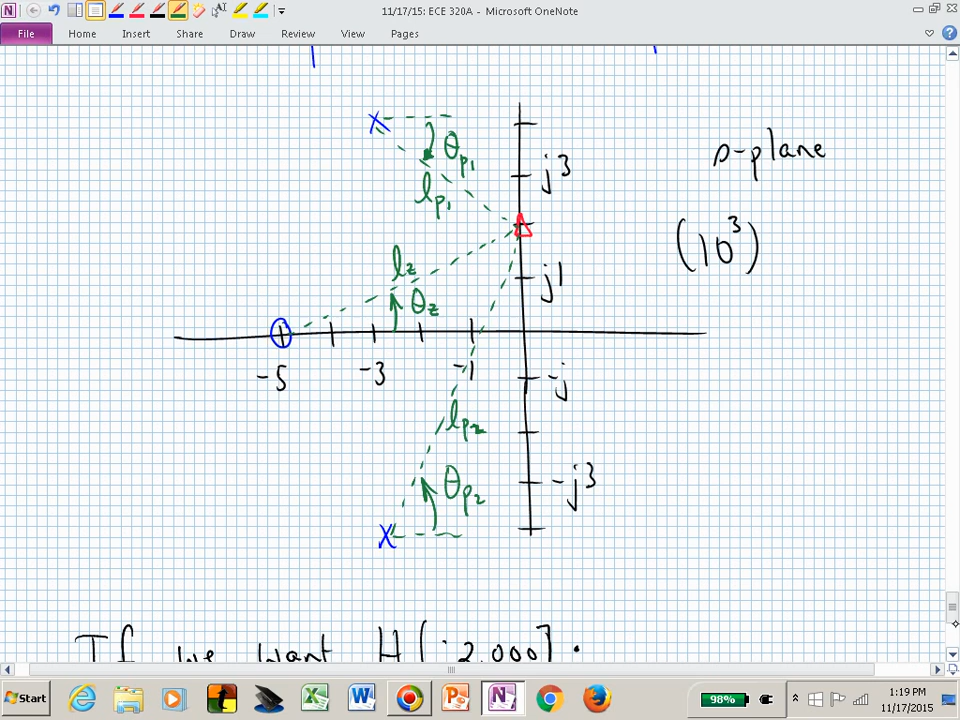 11/17/15: ECE 320A - Microsoft OneNote
File Home Insert Share Draw Review View Pages
s-plane
(10³)
θp₁
lp₁
j3
lz
θz
j1
-5 -3 -1
-j
lp₂
θp₂
-j3
If we want H(j2,000):
98%
1:19 PM
11/17/2015
Start